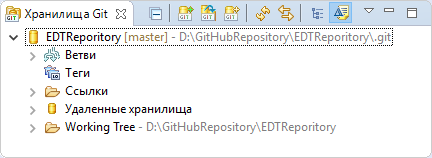 Хранилища Git
EDTReporitory [master] - D:\GitHubRepository\EDTReporitory\.git
Ветви
Теги
Ссылки
Удаленные хранилища
Working Tree - D:\GitHubRepository\EDTReporitory